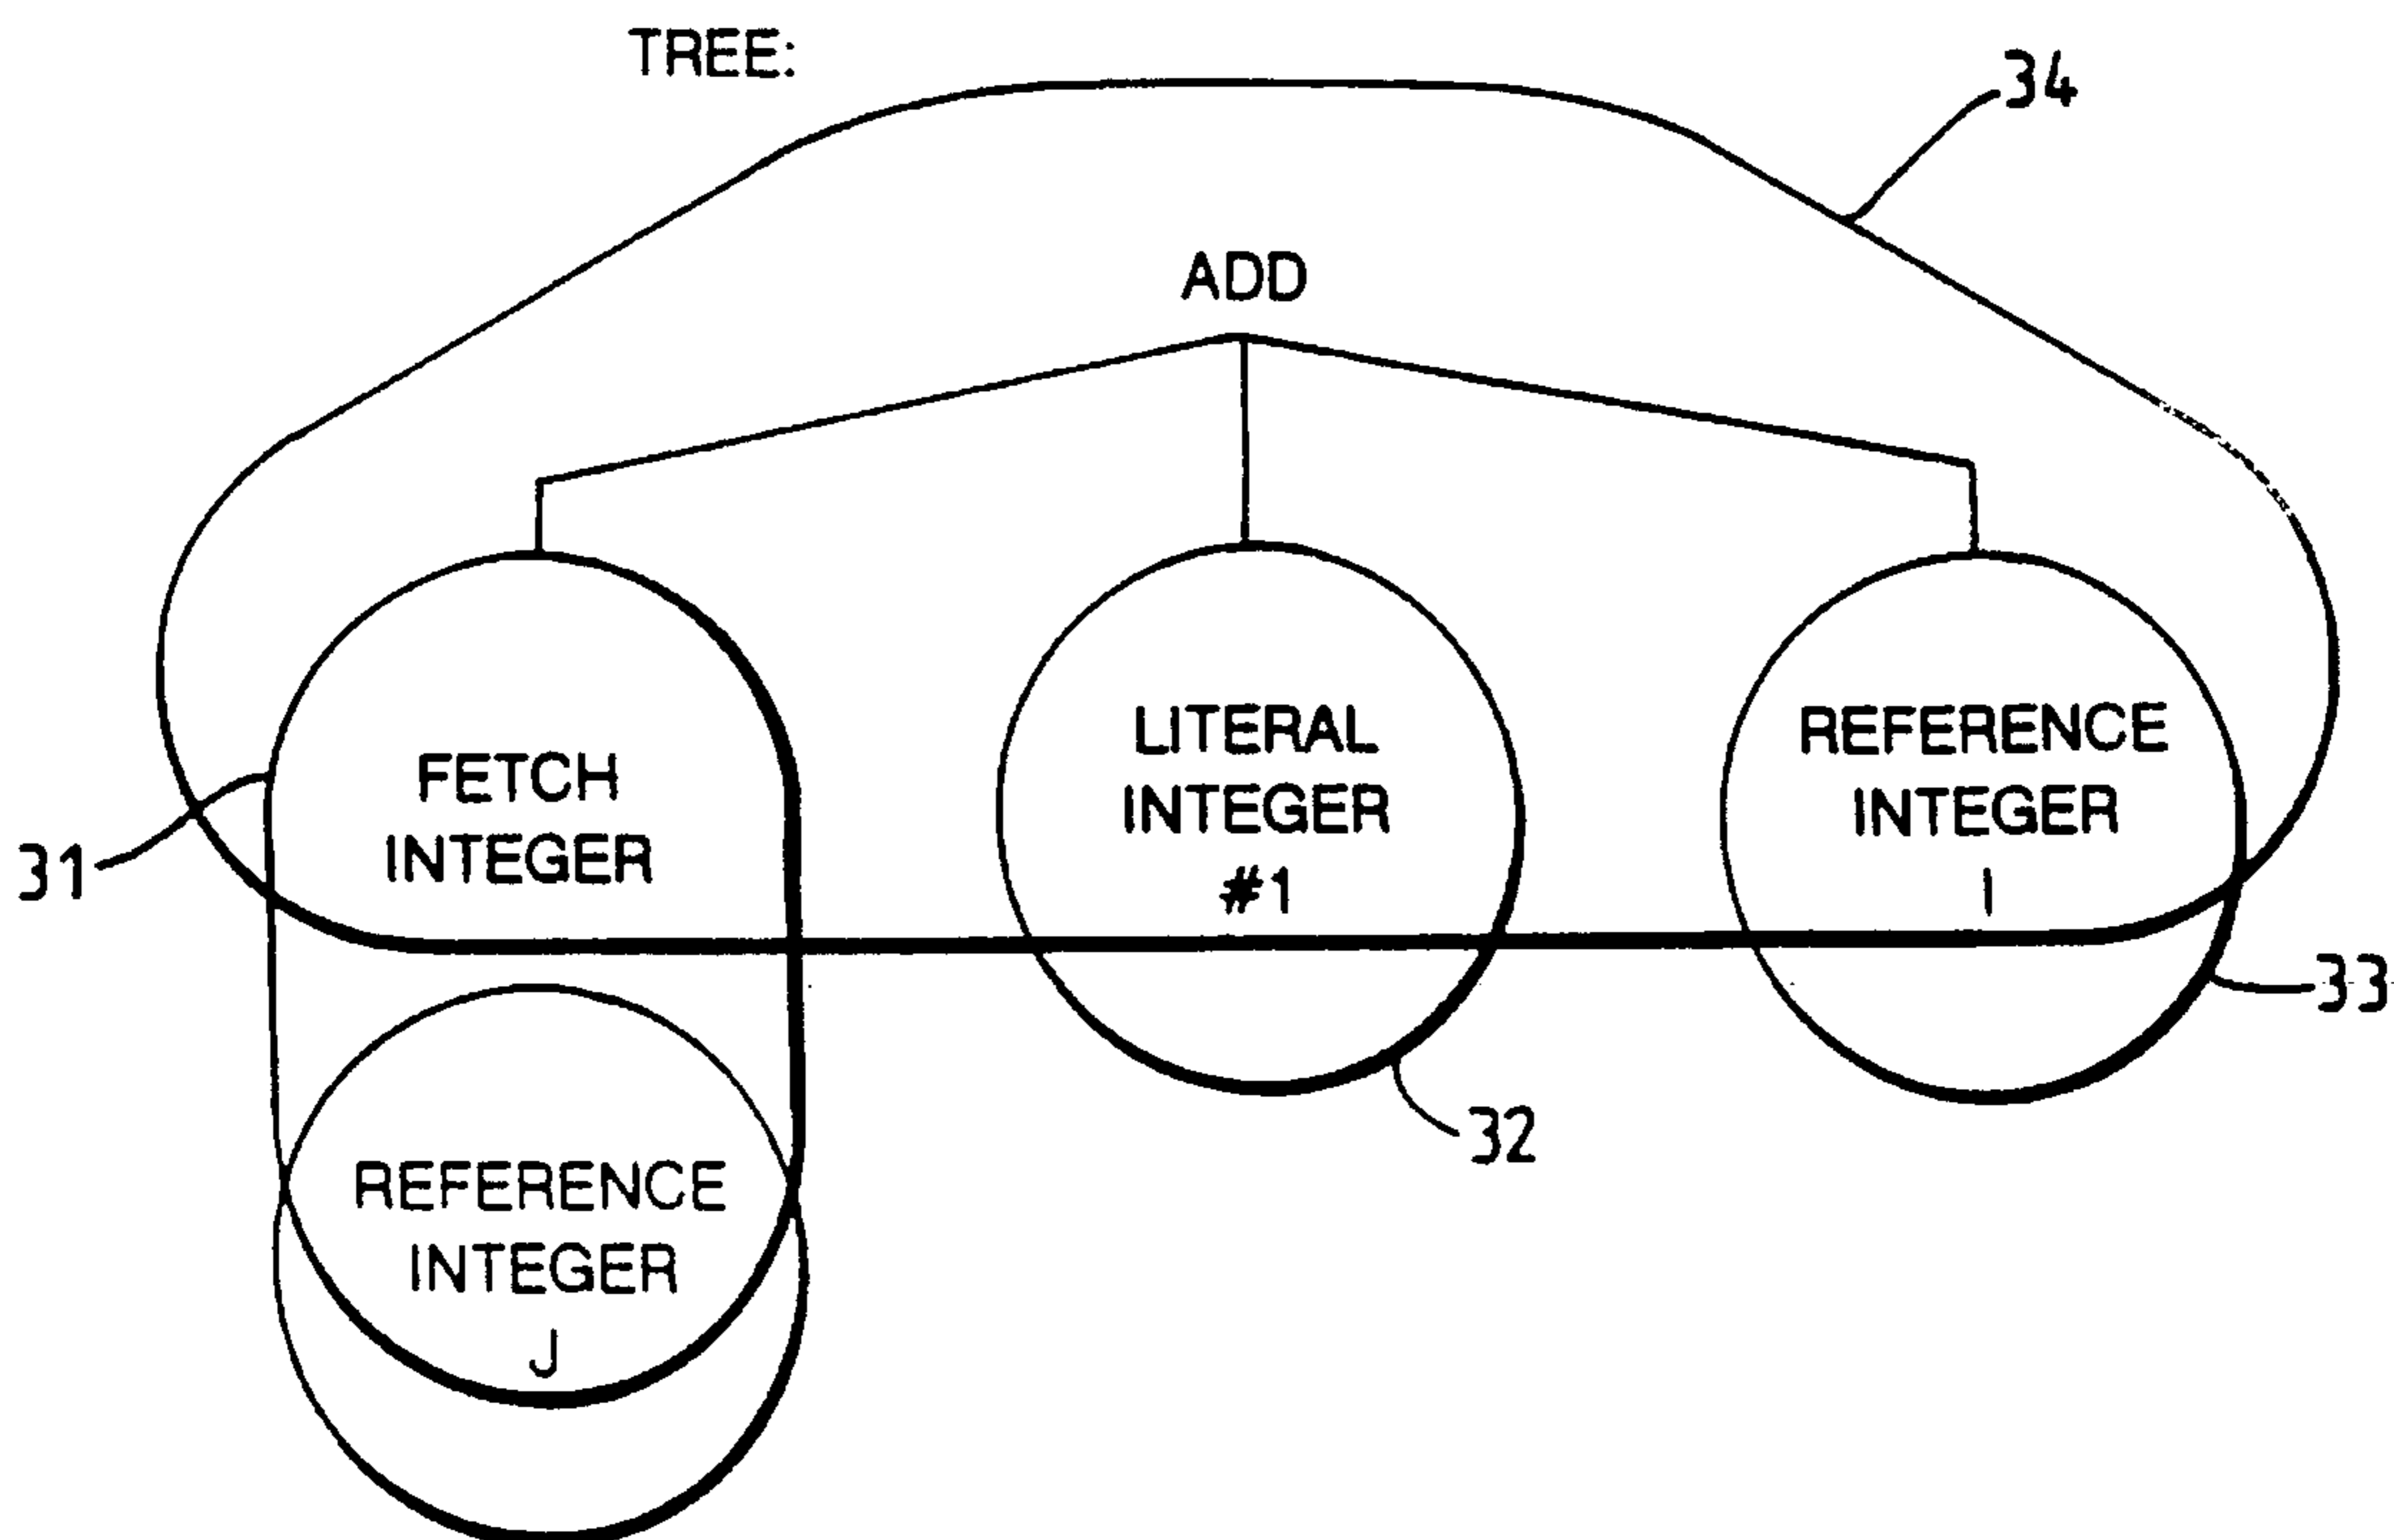 TREE:
34
ADD
FETCH
INTEGER
31
LITERAL
INTEGER
#1
32
REFERENCE
INTEGER
I
33
REFERENCE
INTEGER
J